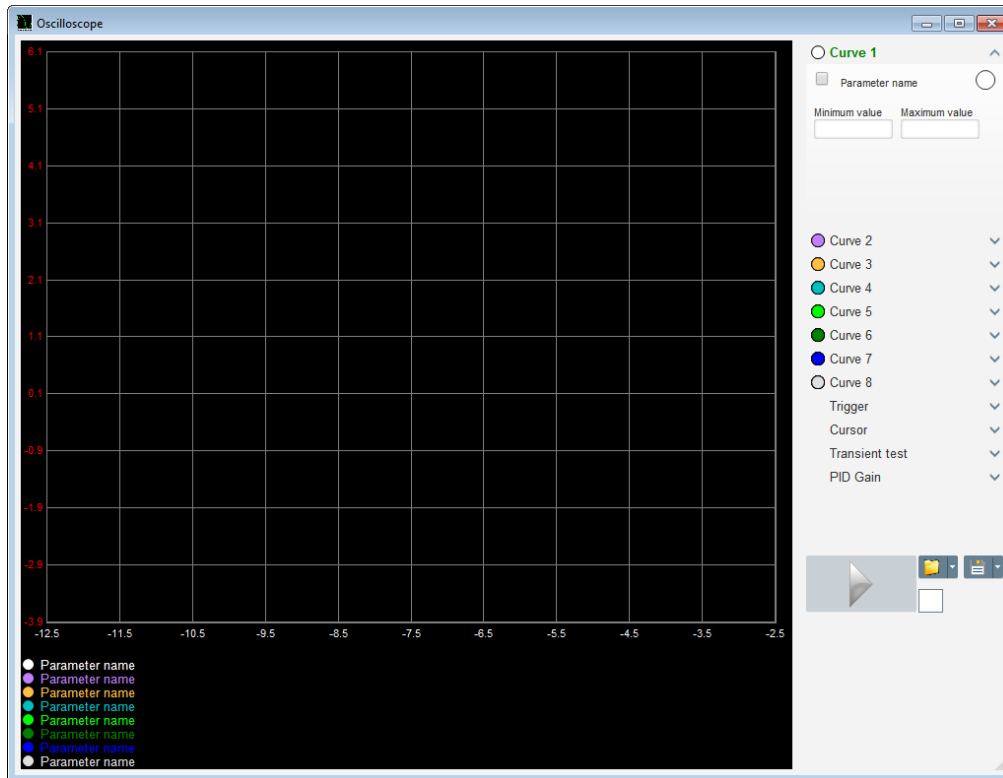 Oscilloscope
6.1
5.1
4.1
3.1
2.1
1.1
0.1
-0.9
-1.9
-2.9
-3.9
-12.5 -11.5 -10.5 -9.5 -8.5 -7.5 -6.5 -5.5 -4.5 -3.5 -2.5
Parameter name
Parameter name
Parameter name
Parameter name
Parameter name
Parameter name
Parameter name
Parameter name
Curve 1
Parameter name
Minimum value Maximum value
Curve 2
Curve 3
Curve 4
Curve 5
Curve 6
Curve 7
Curve 8
Trigger
Cursor
Transient test
PID Gain